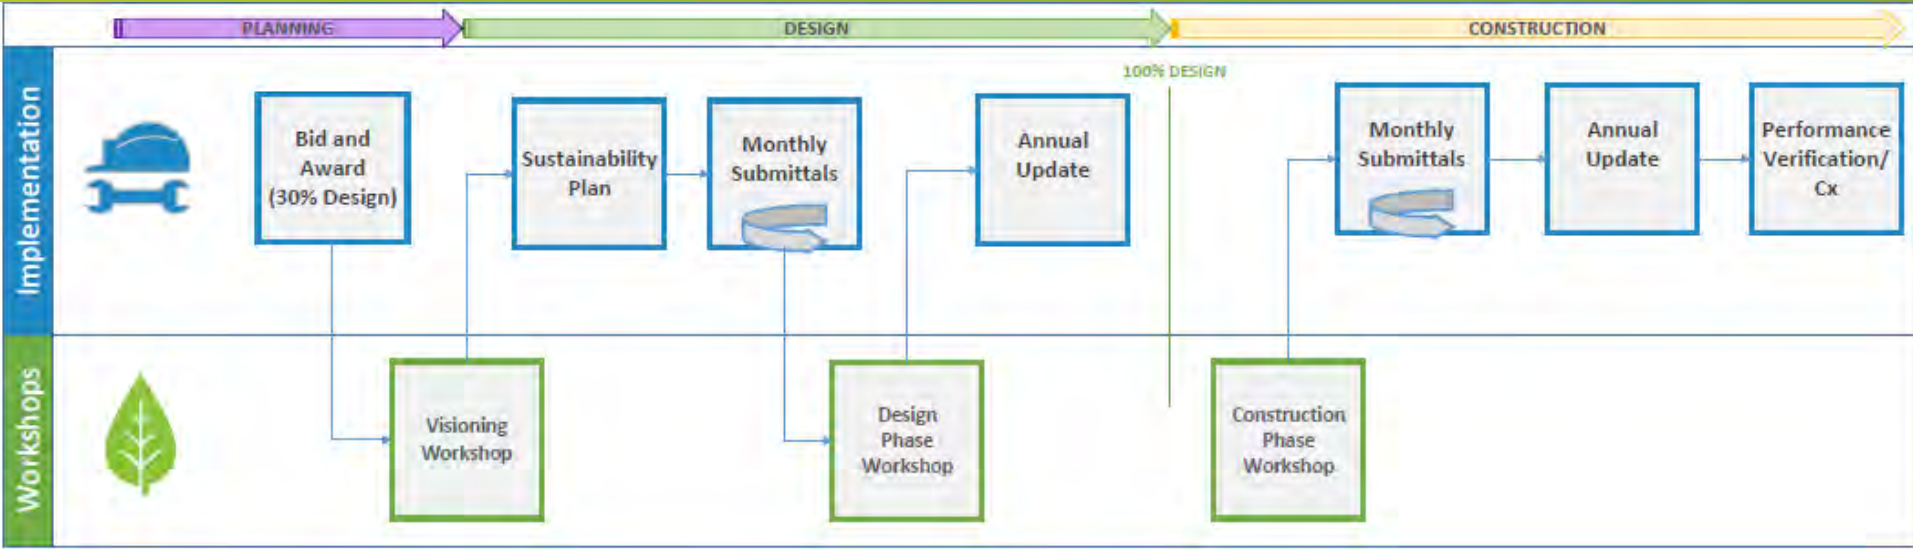 PLANNING
DESIGN
CONSTRUCTION
100% DESIGN
Implementation
Bid and
Award
(30% Design)
Sustainability
Plan
Monthly
Submittals
Annual
Update
Monthly
Submittals
Annual
Update
Performance
Verification/
Cx
Workshops
Visioning
Workshop
Design
Phase
Workshop
Construction
Phase
Workshop